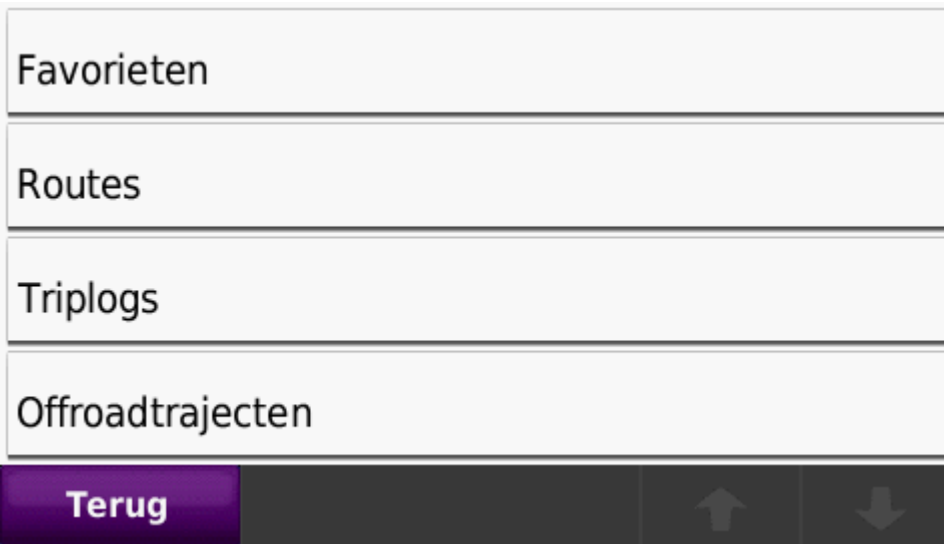 Favorieten
Routes
Triplogs
Offroadtrajecten
Terug